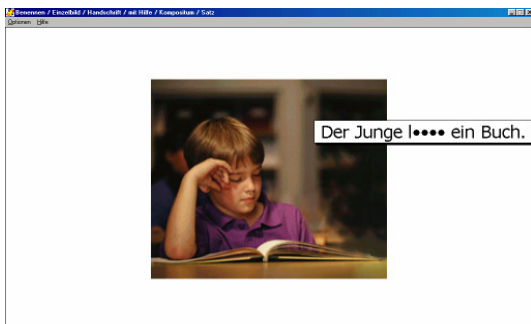 Benennen / Einzelbild / Handschrift / mit Hilfe / Kompositum / Satz
Optionen Hilfe
Der Junge l●●●● ein Buch.